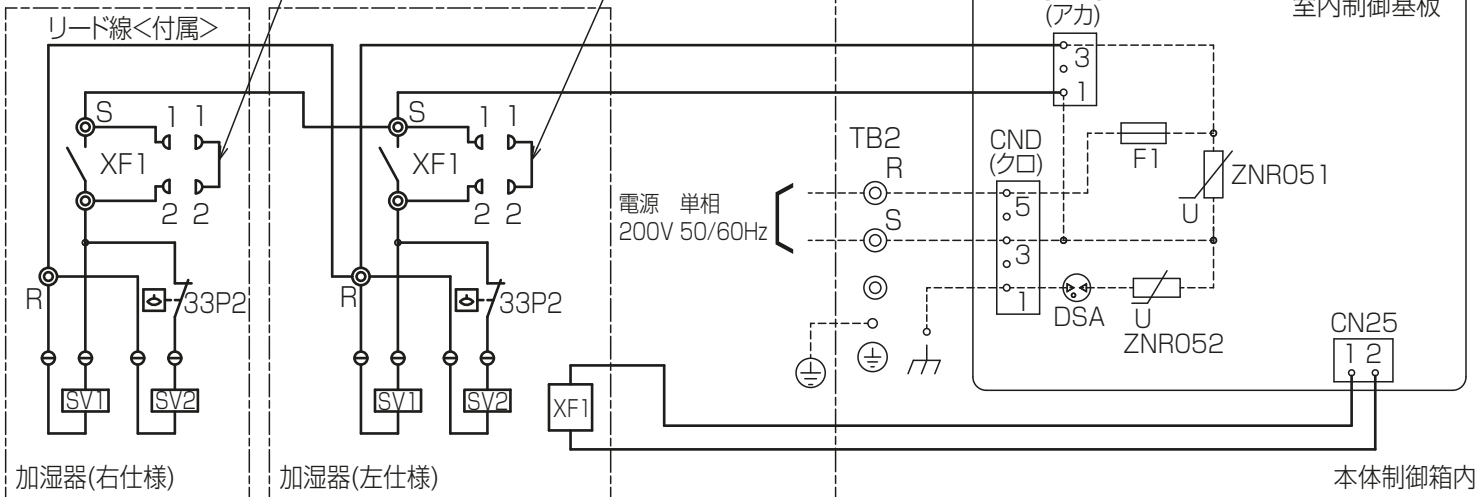 リード線<付属>
(アカ)
室内制御基板
3
1
S
1 1
XF1
2 2
S
1 1
XF1
2 2
TB2
R
S
CND
(クロ)
5
3
1
F1
ZNR051
U
電源 単相
200V 50/60Hz
R
33P2
R
33P2
DSA
U
ZNR052
CN25
1 2
SV1
SV2
SV1
SV2
XF1
加湿器(右仕様)
加湿器(左仕様)
本体制御箱内